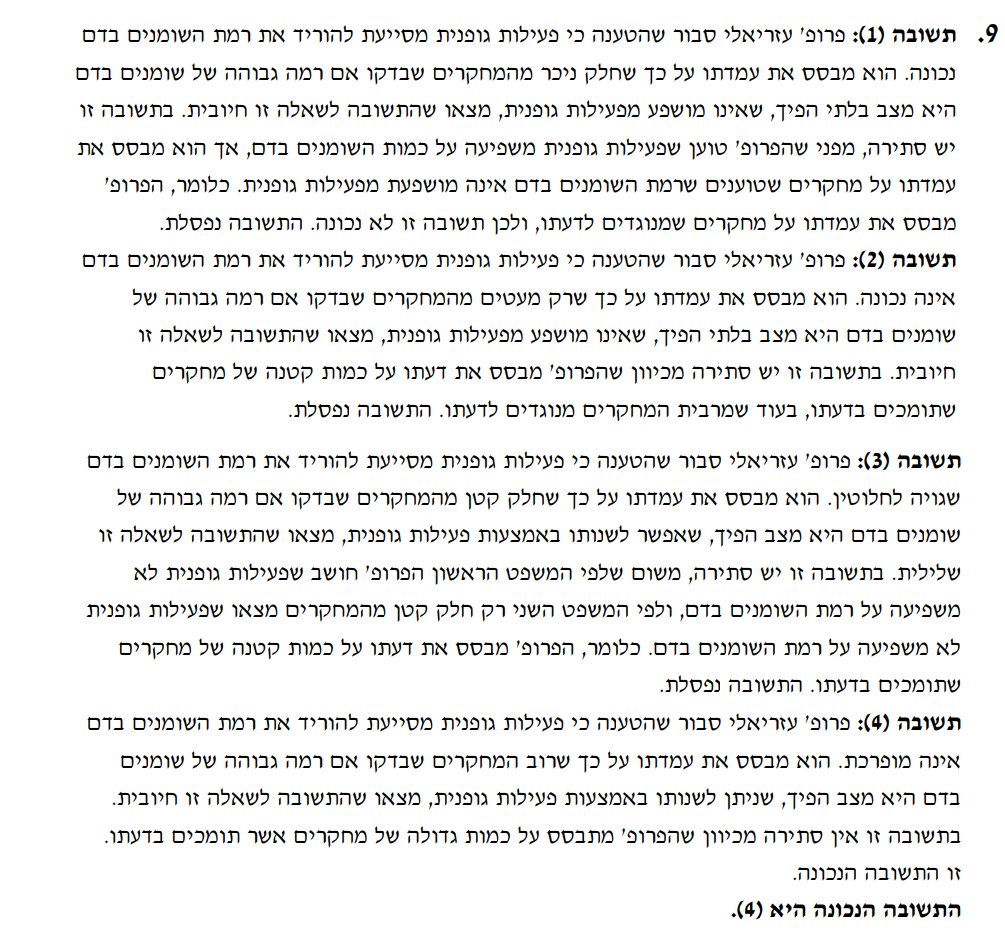 9. תשובה (1): פרופ' עזריאלי סבור שהטענה כי פעילות גופנית מסייעת להוריד את רמת השומנים בדם
נכונה. הוא מבסס את עמדתו על כך שחלק ניכר מהמחקרים שבדקו אם רמה גבוהה של שומנים בדם
היא מצב בלתי הפיך, שאינו מושפע מפעילות גופנית, מצאו שהתשובה לשאלה זו חיובית. בתשובה זו
יש סתירה, מפני שהפרופ' טוען שפעילות גופנית משפיעה על כמות השומנים בדם, אך הוא מבסס את
עמדתו על מחקרים שטוענים שרמת השומנים בדם אינה מושפעת מפעילות גופנית. כלומר, הפרופ'
מבסס את עמדתו על מחקרים שמנוגדים לדעתו, ולכן תשובה זו לא נכונה. התשובה נפסלת.
תשובה (2): פרופ' עזריאלי סבור שהטענה כי פעילות גופנית מסייעת להוריד את רמת השומנים בדם
אינה נכונה. הוא מבסס את עמדתו על כך שרק מעטים מהמחקרים שבדקו אם רמה גבוהה של
שומנים בדם היא מצב בלתי הפיך, שאינו מושפע מפעילות גופנית, מצאו שהתשובה לשאלה זו
חיובית. בתשובה זו יש סתירה מכיוון שהפרופ' מבסס את דעתו על כמות קטנה של מחקרים
שתומכים בדעתו, בעוד שמרבית המחקרים מנוגדים לדעתו. התשובה נפסלת.
תשובה (3): פרופ' עזריאלי סבור שהטענה כי פעילות גופנית מסייעת להוריד את רמת השומנים בדם
שגויה לחלוטין. הוא מבסס את עמדתו על כך שחלק קטן מהמחקרים שבדקו אם רמה גבוהה של
שומנים בדם היא מצב הפיך, שאפשר לשנותו באמצעות פעילות גופנית, מצאו שהתשובה לשאלה זו
שלילית. בתשובה זו יש סתירה, משום שלפי המשפט הראשון הפרופ' חושב שפעילות גופנית לא
משפיעה על רמת השומנים בדם, ולפי המשפט השני רק חלק קטן מהמחקרים מצאו שפעילות גופנית
לא משפיעה על רמת השומנים בדם. כלומר, הפרופ' מבסס את דעתו על כמות קטנה של מחקרים
שתומכים בדעתו. התשובה נפסלת.
תשובה (4): פרופ' עזריאלי סבור שהטענה כי פעילות גופנית מסייעת להוריד את רמת השומנים בדם
אינה מופרכת. הוא מבסס את עמדתו על כך שרוב המחקרים שבדקו אם רמה גבוהה של שומנים
בדם היא מצב הפיך, שניתן לשנותו באמצעות פעילות גופנית, מצאו שהתשובה לשאלה זו חיובית.
בתשובה זו אין סתירה מכיוון שהפרופ' מתבסס על כמות גדולה של מחקרים אשר תומכים בדעתו.
זו התשובה הנכונה.
התשובה הנכונה היא (4).